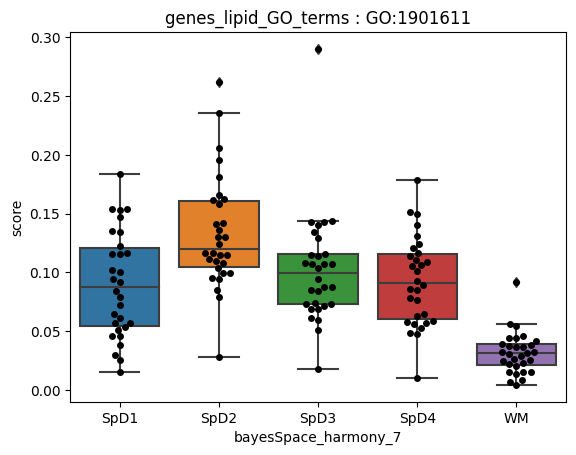 genes_lipid_GO_terms : GO:1901611
0.30
0.25
0.20
0.15
0.10
0.05
0.00
score
SpD1 SpD2 SpD3 SpD4 WM
bayesSpace_harmony_7